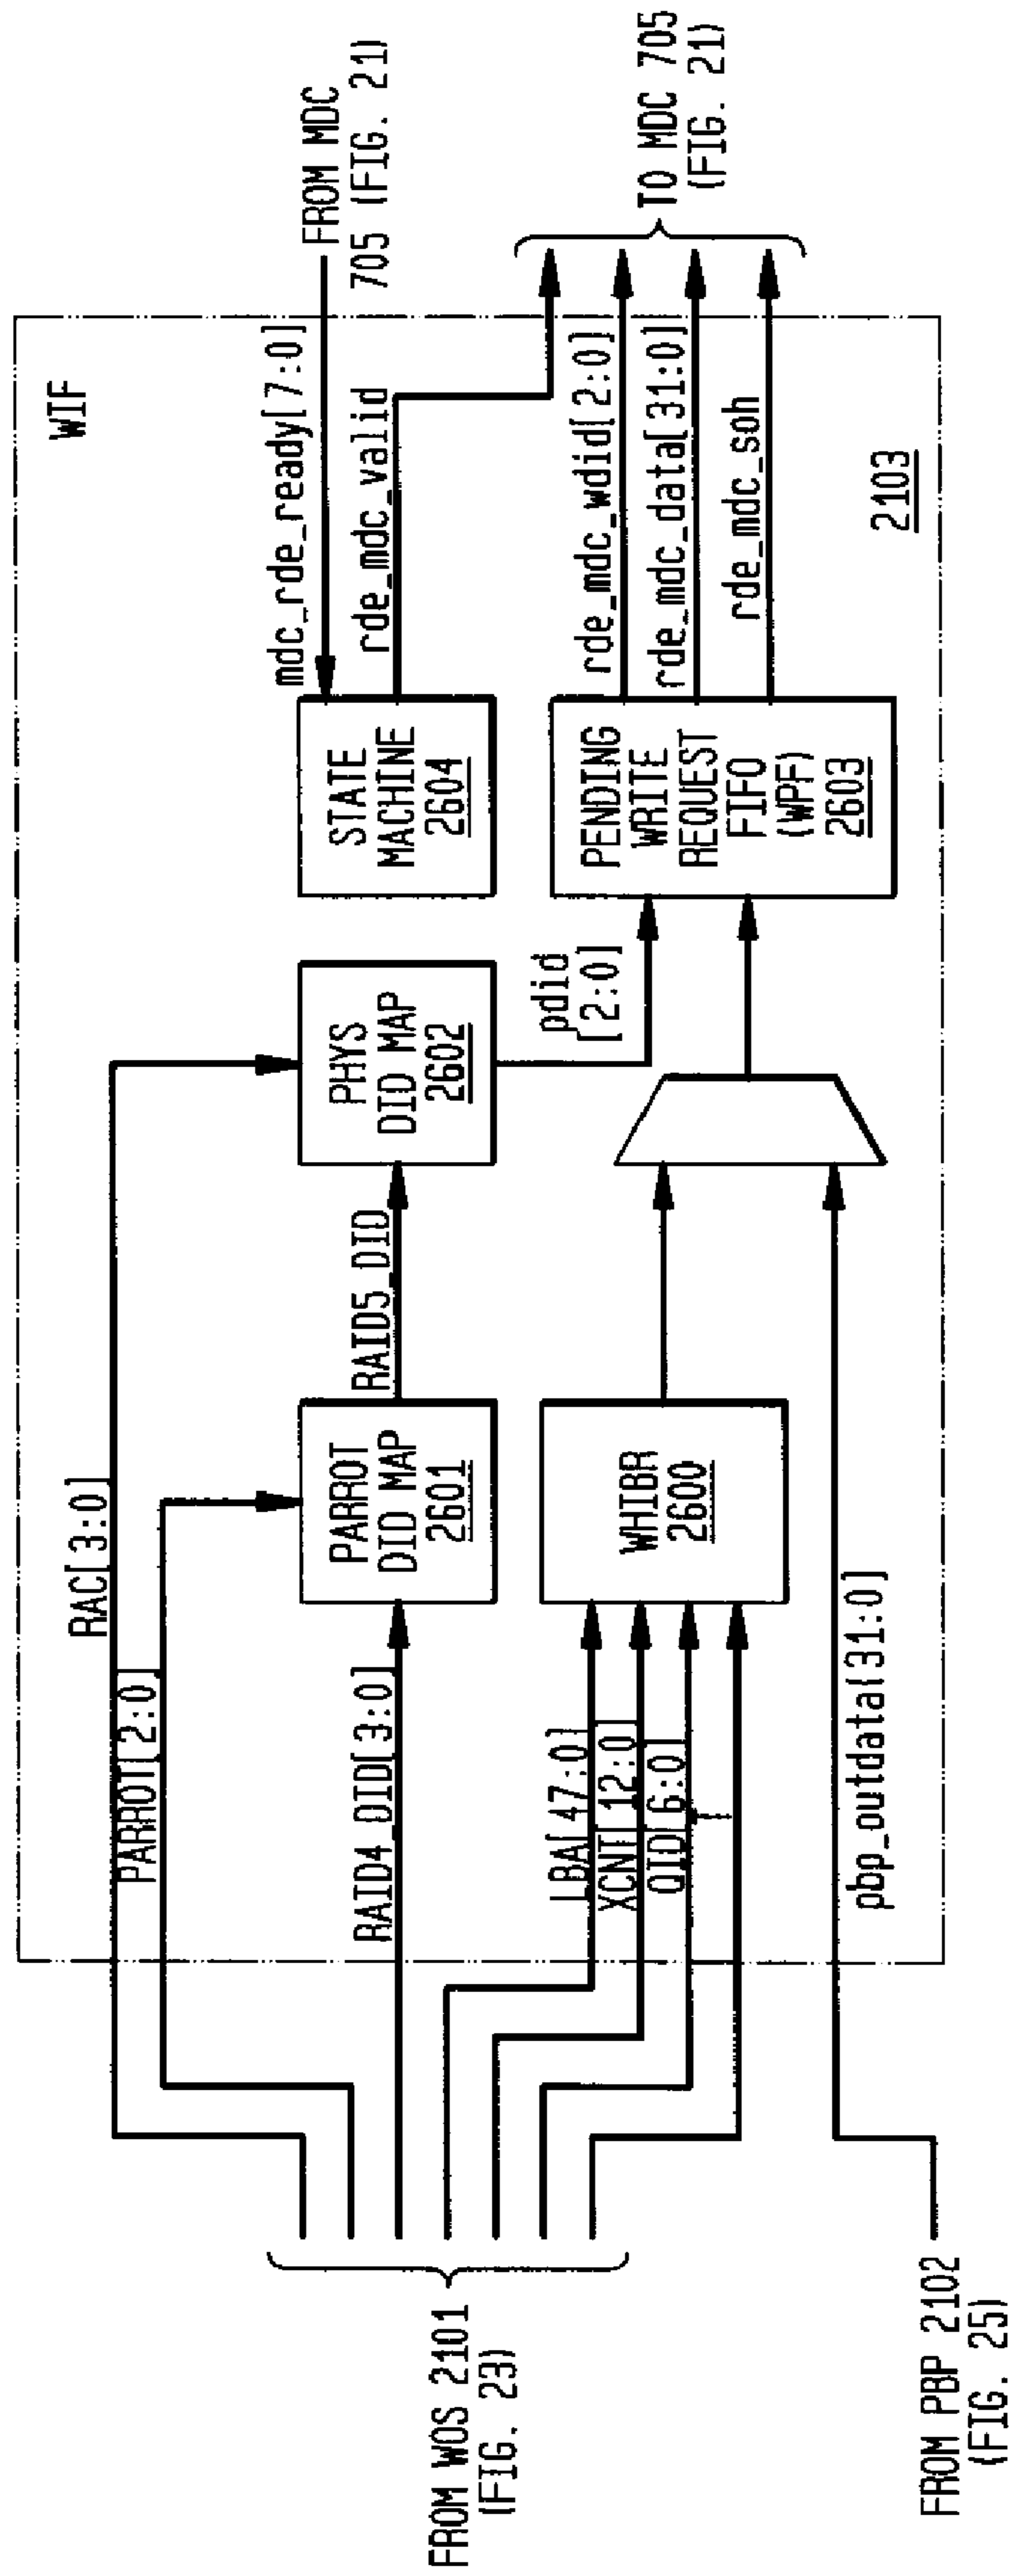 WIF
2103
FROM WOS 2101
(FIG. 23)
FROM PBP 2102
(FIG. 25)
RAC[3:0]
PARROT[2:0]
RAID4_DID[3:0]
LBA[47:0]
XCNT[12:0]
QID[6:0]
pbp_outdata[31:0]
PARROT
DID MAP
2601
WHIBR
2600
RAID5_DID
PHYS
DID MAP
2602
pdid
[2:0]
STATE
MACHINE
2604
PENDING
WRITE
REQUEST
FIFO
(WPF)
2603
mdc_rde_ready[7:0]
rde_mdc_valid
rde_mdc_wdid[2:0]
rde_mdc_data[31:0]
rde_mdc_soh
FROM MDC
705 (FIG. 21)
TO MDC 705
(FIG. 21)